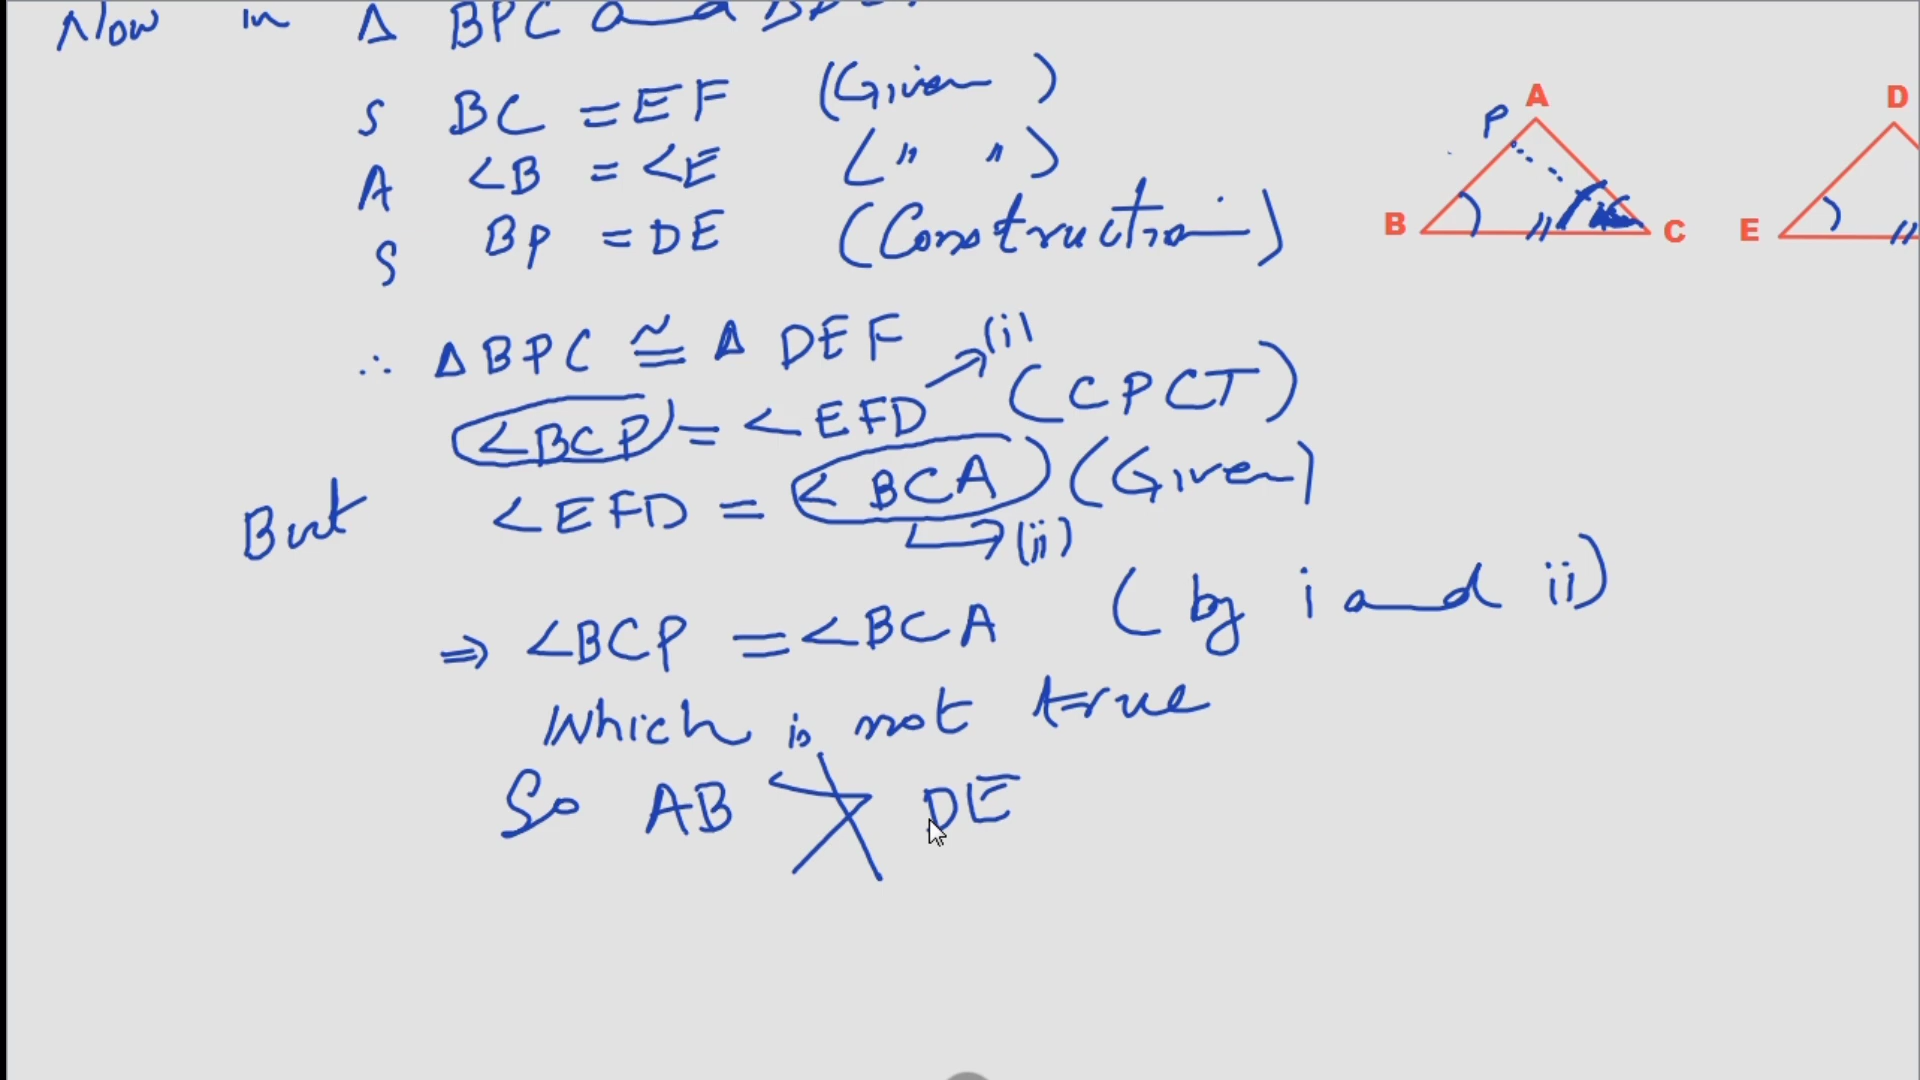 Now in Δ BPC and
S BC = EF (Given)
A ∠B = ∠E (" ")
S BP = DE (Construction)
∴ ΔBPC ≅ Δ DEF
(i)
∠BCP = ∠EFD (CPCT)
But ∠EFD = ∠BCA (Given)
(ii)
⇒ ∠BCP = ∠BCA (by i and ii)
Which is not true
So AB ≯ DE
A
P
B
C
D
E